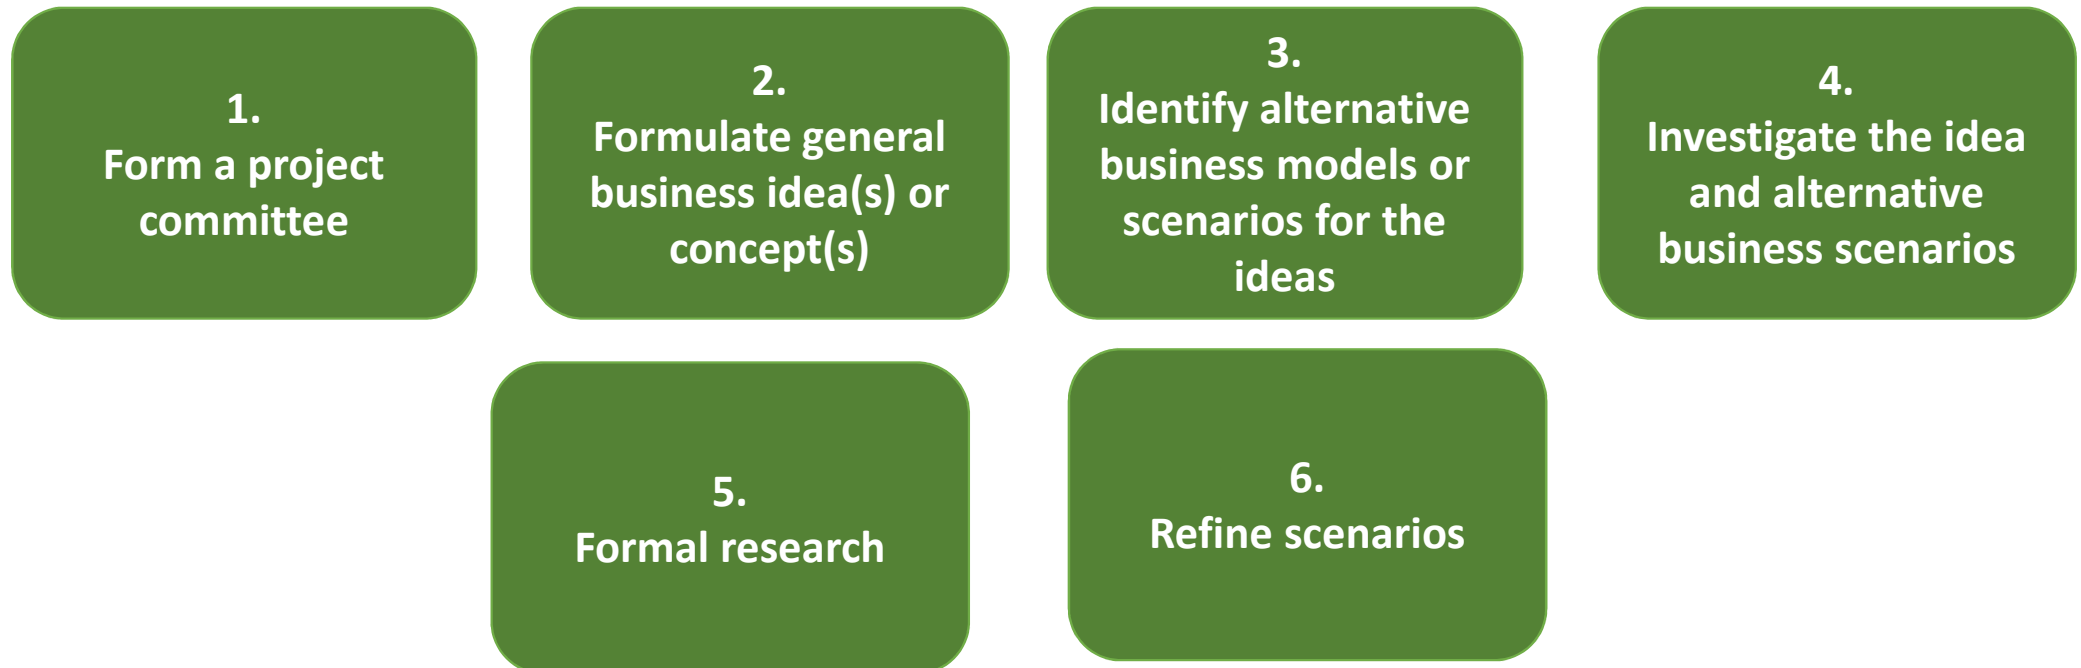 1.
Form a project
committee
2.
Formulate general
business idea(s) or
concept(s)
3.
Identify alternative
business models or
scenarios for the
ideas
4.
Investigate the idea
and alternative
business scenarios
5.
Formal research
6.
Refine scenarios